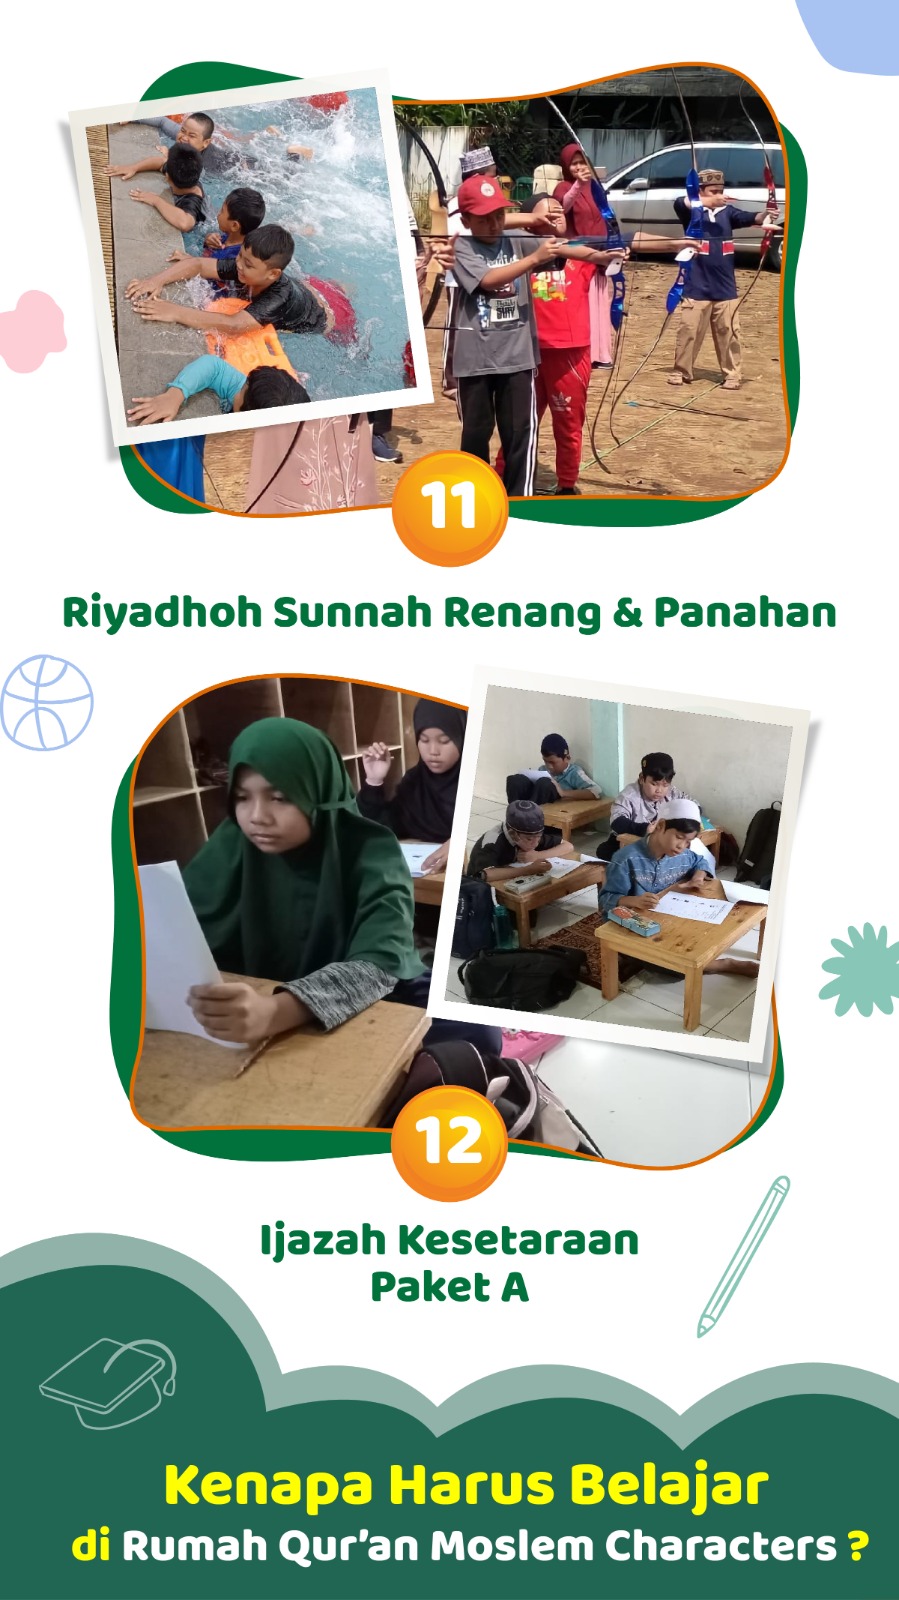 11
Riyadhoh Sunnah Renang & Panahan
12
Ijazah Kesetaraan
Paket A
Kenapa Harus Belajar
di Rumah Qur'an Moslem Characters ?